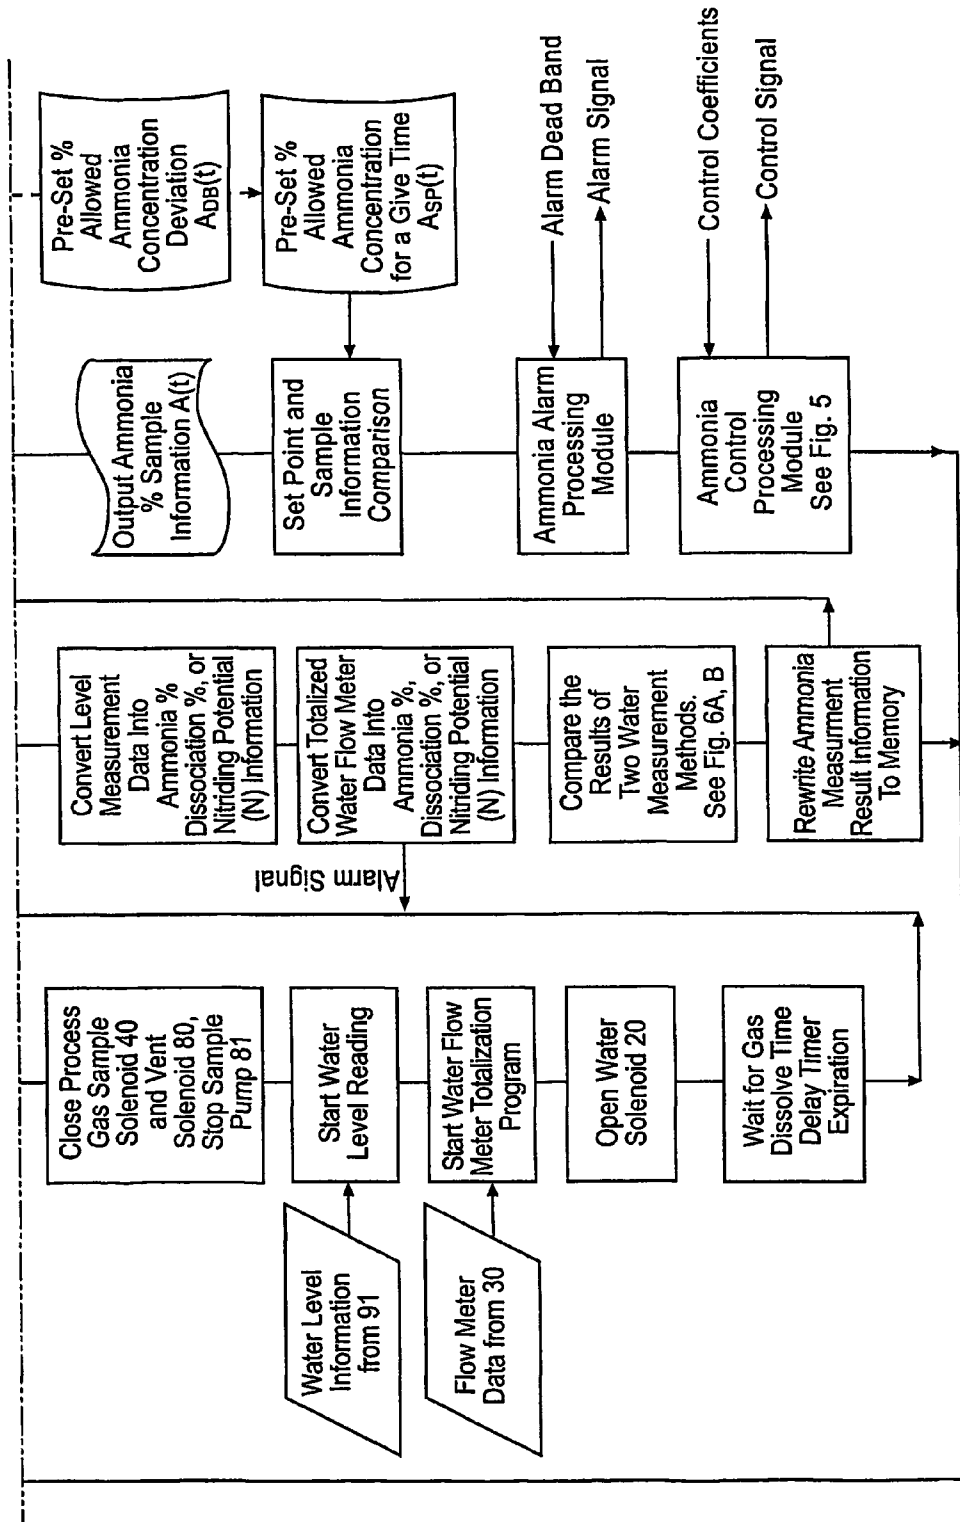 Close Process
Gas Sample
Solenoid 40
and Vent
Solenoid 80,
Stop Sample
Pump 81
Water Level
Information
from 91
Start Water
Level Reading
Flow Meter
Data from 30
Start Water Flow
Meter Totalization
Program
Open Water
Solenoid 20
Wait for Gas
Dissolve Time
Delay Timer
Expiration
Alarm Signal
Convert Level
Measurement
Data Into
Ammonia %
Dissociation %, or
Nitriding Potential
(N) Information
Convert Totalized
Water Flow Meter
Data Into
Ammonia %,
Dissociation %, or
Nitriding Potential
(N) Information
Compare the
Results of
Two Water
Measurement
Methods.
See Fig. 6A, B
Rewrite Ammonia
Measurment
Result Information
To Memory
Output Ammonia
% Sample
Information A(t)
Pre-Set %
Allowed
Ammonia
Concentration
Deviation
ADB(t)
Pre-Set %
Allowed
Ammonia
Concentration
for a Give Time
ASP(t)
Set Point and
Sample
Information
Comparison
Ammonia Alarm
Processing
Module
Alarm Dead Band
Alarm Signal
Ammonia
Control
Processing
Module
See Fig. 5
Control Coefficients
Control Signal